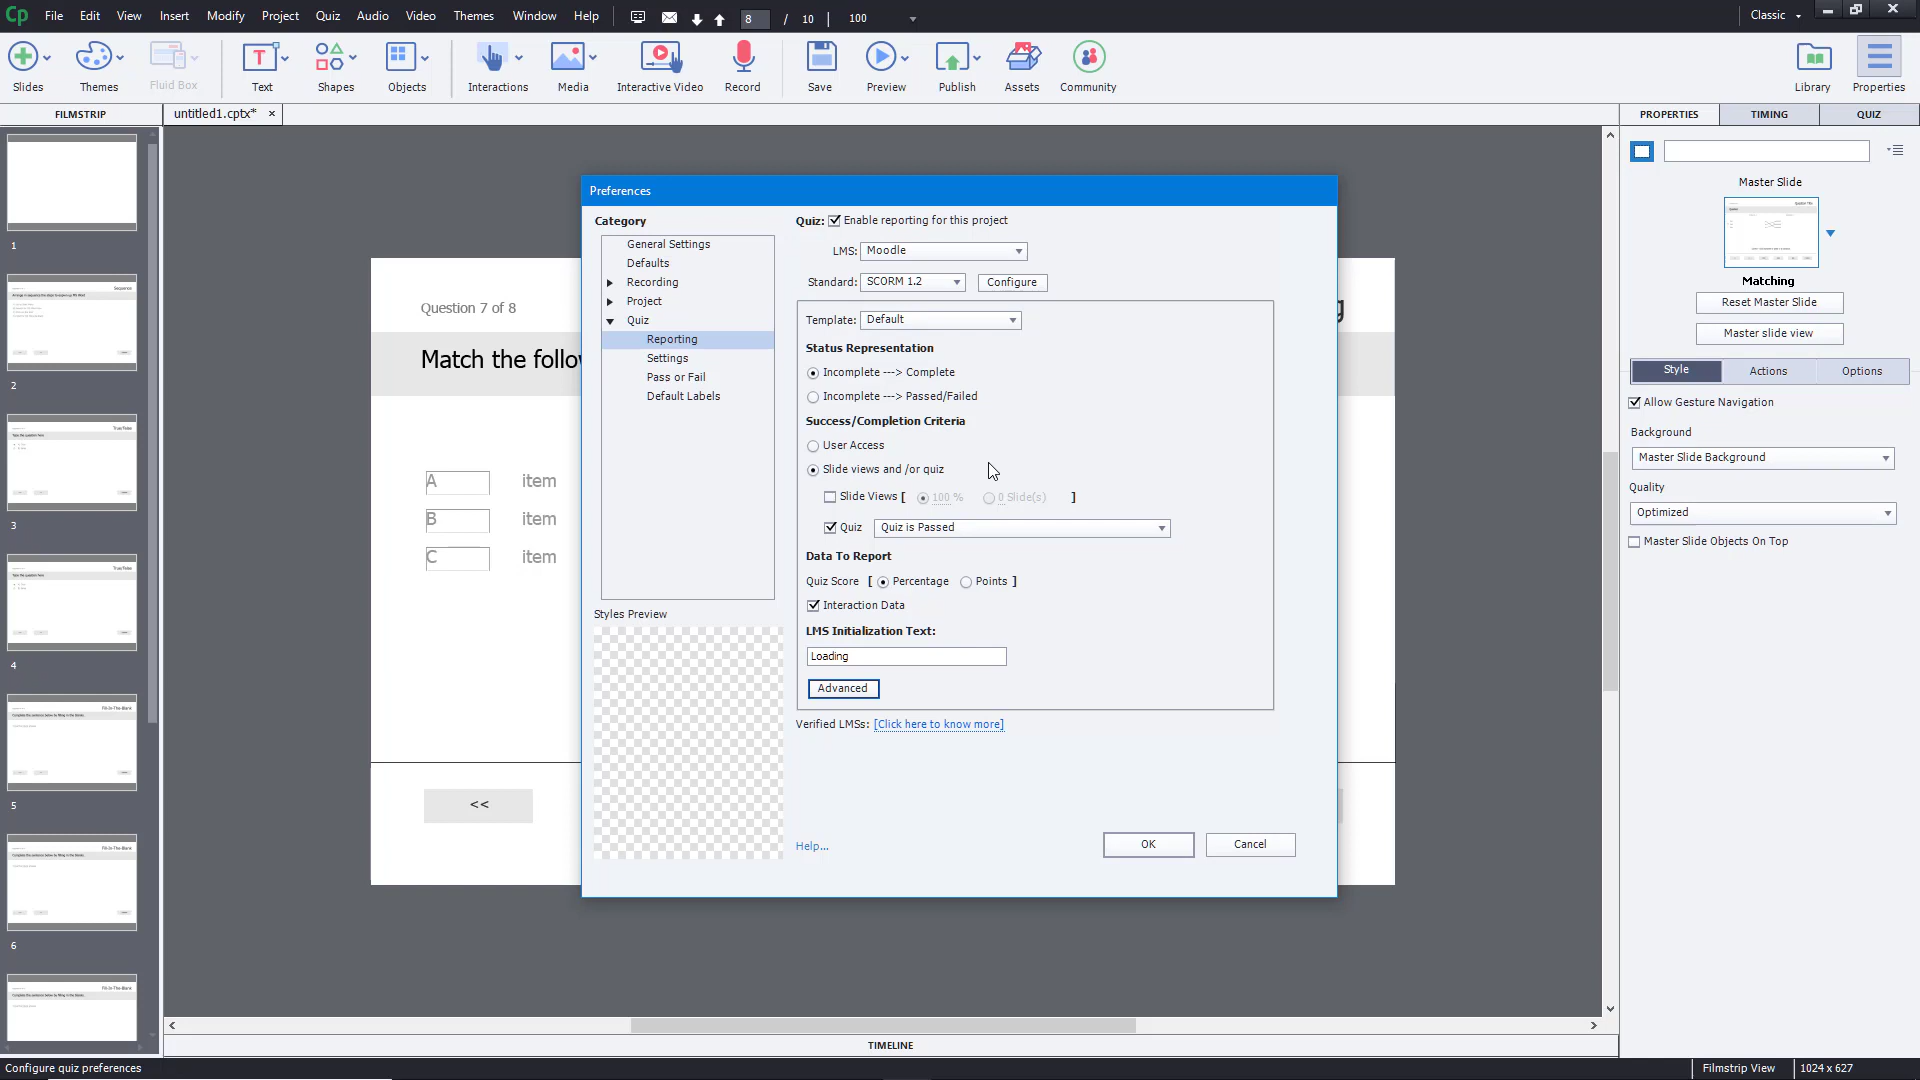 Cp File Edit View Insert Modify Project Quiz Audio Video Themes Window Help 8 / 10 100 Classic
Slides Themes Fluid Box Text Shapes Objects Interactions Media Interactive Video Record Save Preview Publish Assets Community Library Properties
FILMSTRIP untitled1.cptx* PROPERTIES TIMING QUIZ
1
2
3
4
5
6
Question 7 of 8
Match the follow
A item
B item
C item
<<
Preferences
Category
General Settings
Defaults
Recording
Project
Quiz
Reporting
Settings
Pass or Fail
Default Labels
Styles Preview
Quiz: Enable reporting for this project
LMS: Moodle
Standard: SCORM 1.2 Configure
Template: Default
Status Representation
Incomplete ---> Complete
Incomplete ---> Passed/Failed
Success/Completion Criteria
User Access
Slide views and /or quiz
Slide Views [ 100 % 0 Slide(s) ]
Quiz Quiz is Passed
Data To Report
Quiz Score [ Percentage Points ]
Interaction Data
LMS Initialization Text:
Loading
Advanced
Verified LMSs: [Click here to know more]
Help... OK Cancel
Master Slide
Matching
Reset Master Slide
Master slide view
Style Actions Options
Allow Gesture Navigation
Background
Master Slide Background
Quality
Optimized
Master Slide Objects On Top
TIMELINE
Configure quiz preferences Filmstrip View 1024 x 627